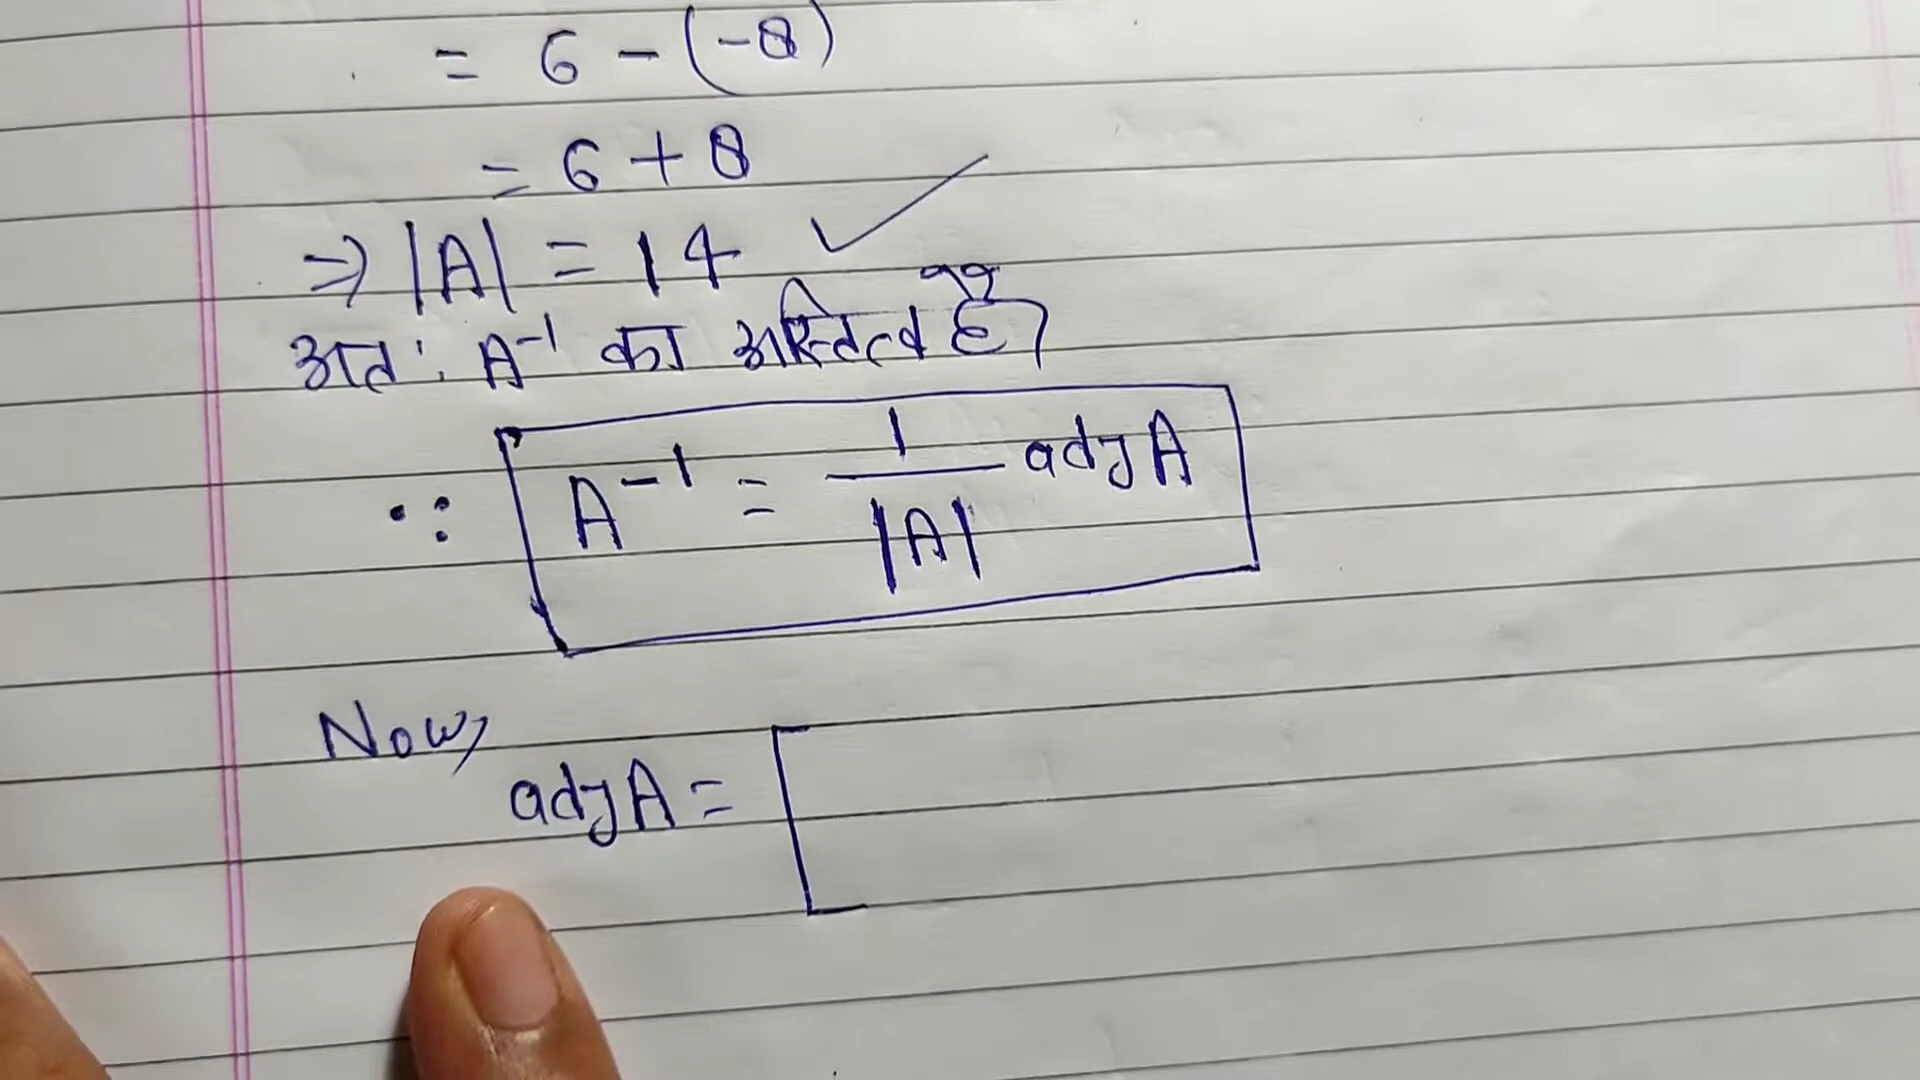 = 6 - (-8)
= 6 + 8
⇒ |A| = 14
अतः A⁻¹ का अस्तित्व है।
∵ A⁻¹ = 1/|A| adj A
Now,
adj A = [